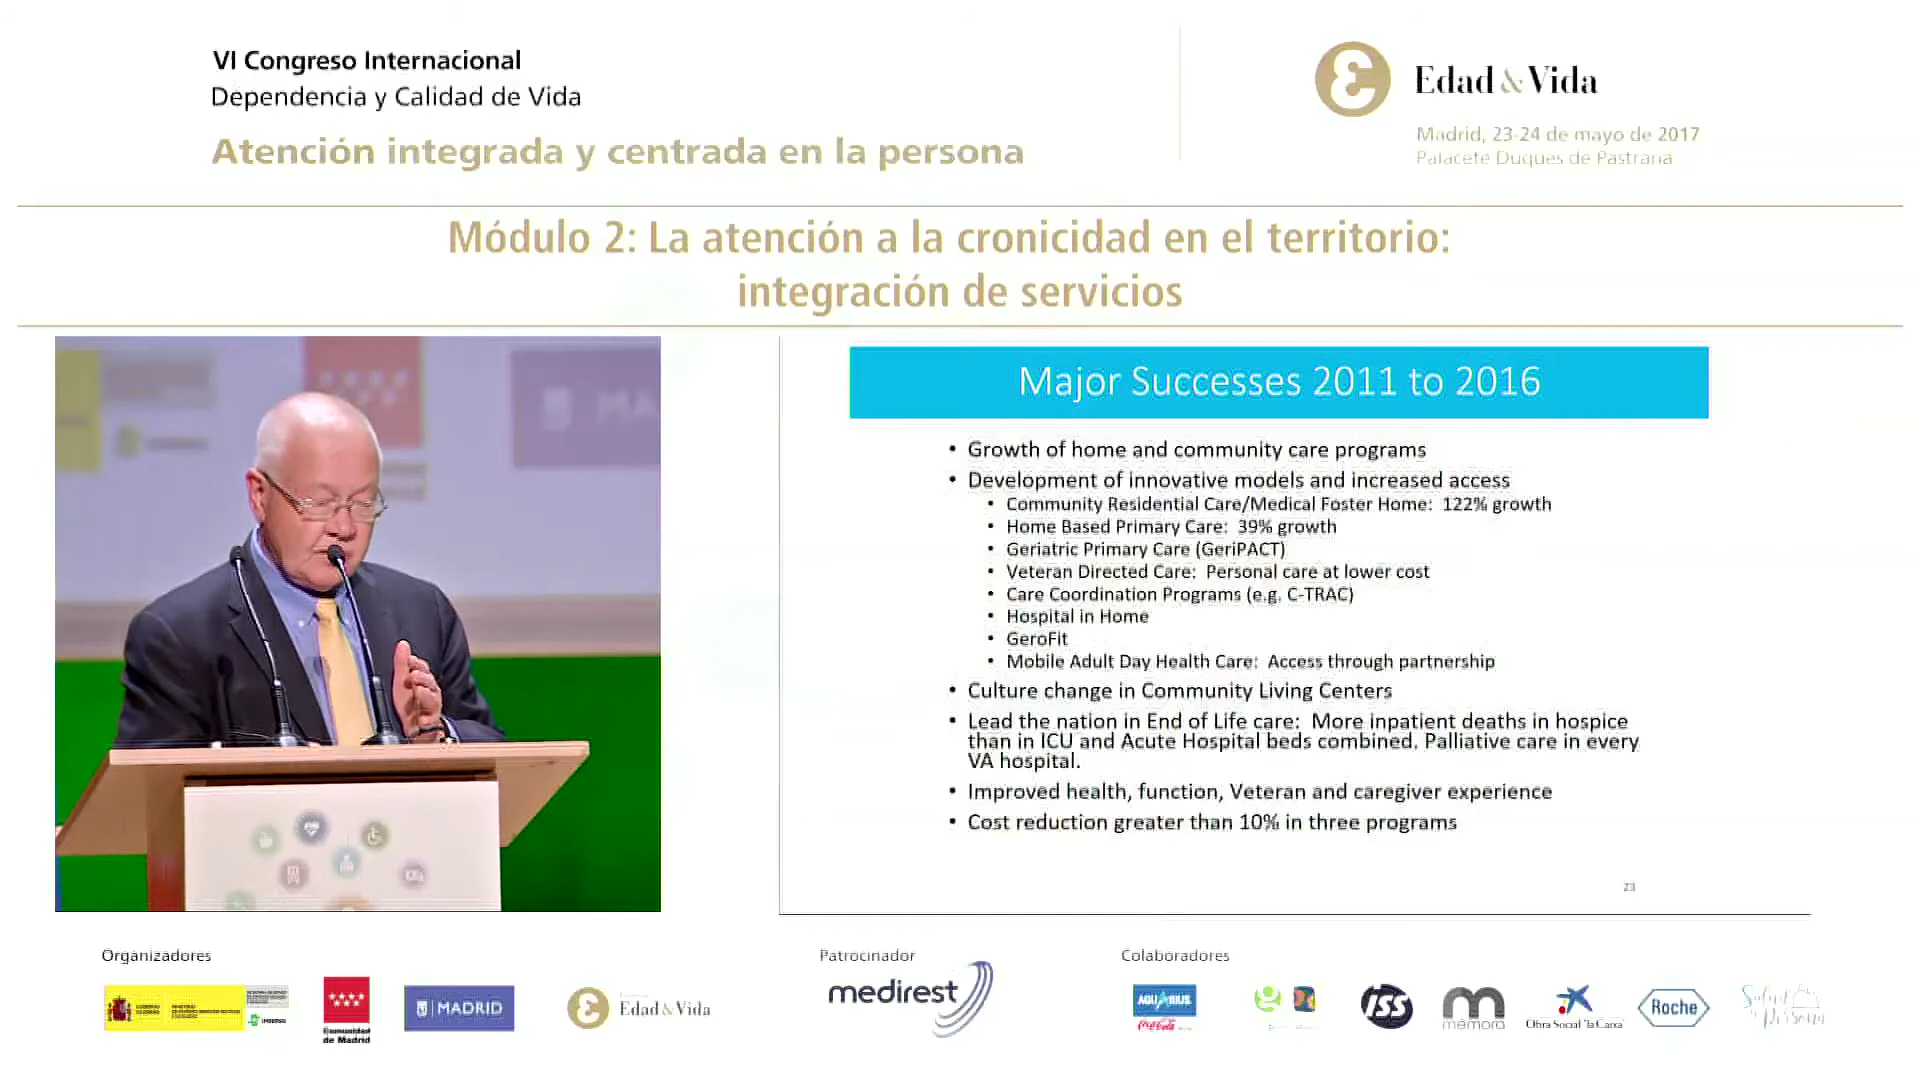 VI Congreso Internacional
Dependencia y Calidad de Vida
Atención integrada y centrada en la persona
Edad & Vida
Madrid, 23-24 de mayo de 2017
Palacete Duques de Pastrana
Módulo 2: La atención a la cronicidad en el territorio:
integración de servicios
MA
Major Successes 2011 to 2016
• Growth of home and community care programs
• Development of innovative models and increased access
• Community Residential Care/Medical Foster Home: 122% growth
• Home Based Primary Care: 39% growth
• Geriatric Primary Care (GeriPACT)
• Veteran Directed Care: Personal care at lower cost
• Care Coordination Programs (e.g. C-TRAC)
• Hospital in Home
• GeroFit
• Mobile Adult Day Health Care: Access through partnership
• Culture change in Community Living Centers
• Lead the nation in End of Life care: More inpatient deaths in hospice
than in ICU and Acute Hospital beds combined. Palliative care in every
VA hospital.
• Improved health, function, Veteran and caregiver experience
• Cost reduction greater than 10% in three programs
23
Organizadores
Patrocinador
Colaboradores
Comunidad
de Madrid
MADRID
Edad & Vida
medirest
AQUARIUS
Coca-Cola
ISS
mémora
Obra Social "la Caixa"
Roche